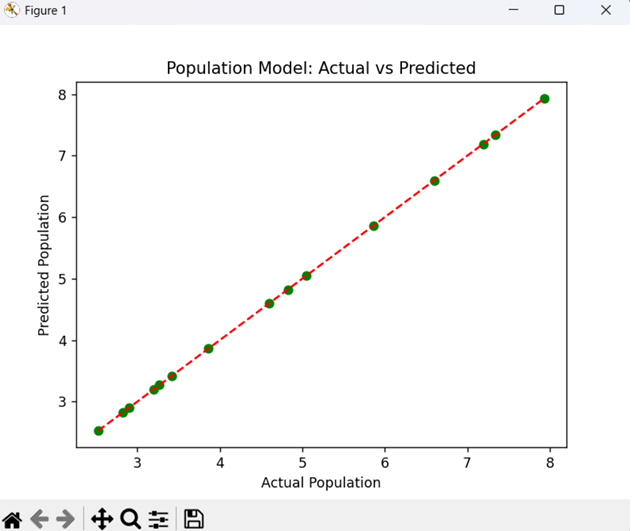 Figure 1
Population Model: Actual vs Predicted
8
7
6
5
4
3
Predicted Population
3 4 5 6 7 8
Actual Population